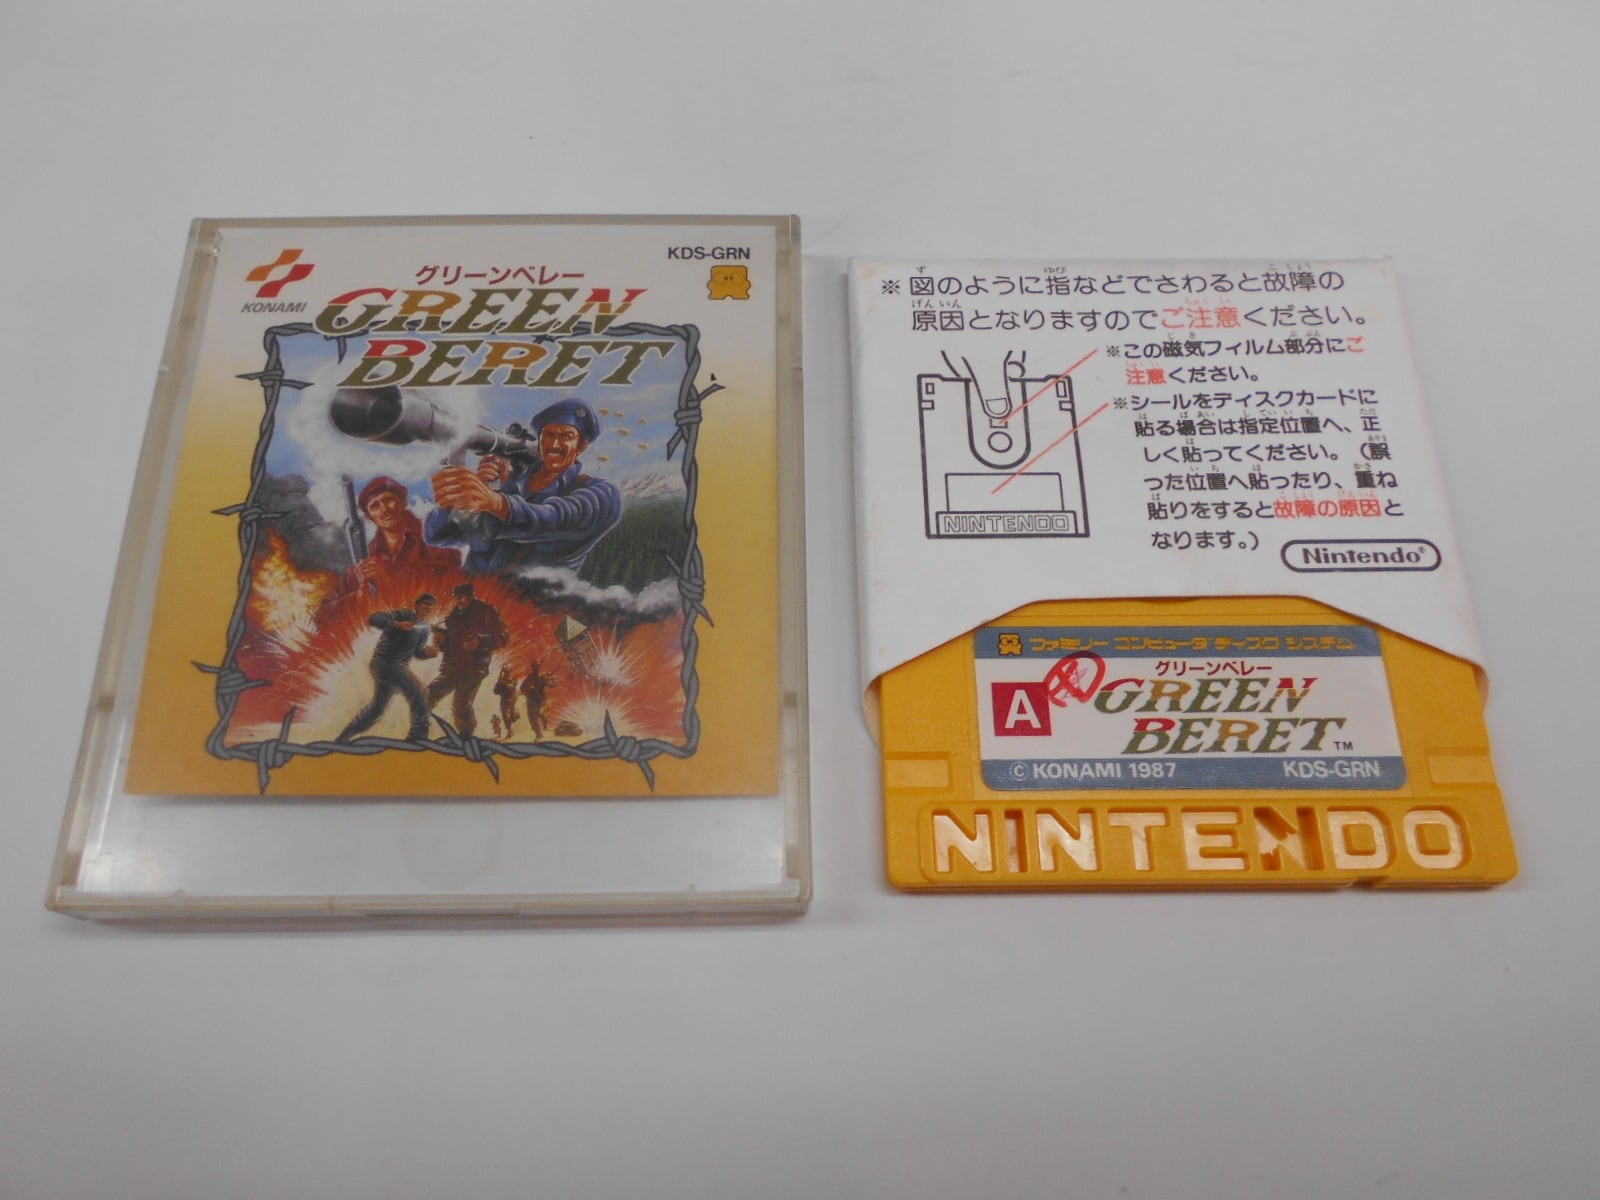 KONAMI
KDS-GRN
グリーンベレー
GREEN
BERET
※図のように指などでさわると故障の
原因となりますのでご注意ください。
※この磁気フィルム部分にご
注意ください。
※シールをディスクカードに
貼る場合は指定位置へ、正
しく貼ってください。（誤
った位置へ貼ったり、重ね
貼りをすると故障の原因と
なります。）
NINTENDO
Nintendo®
ファミリーコンピュータ ディスクシステム
A
グリーンベレー
GREEN
BERET™
© KONAMI 1987
KDS-GRN
NINTENDO